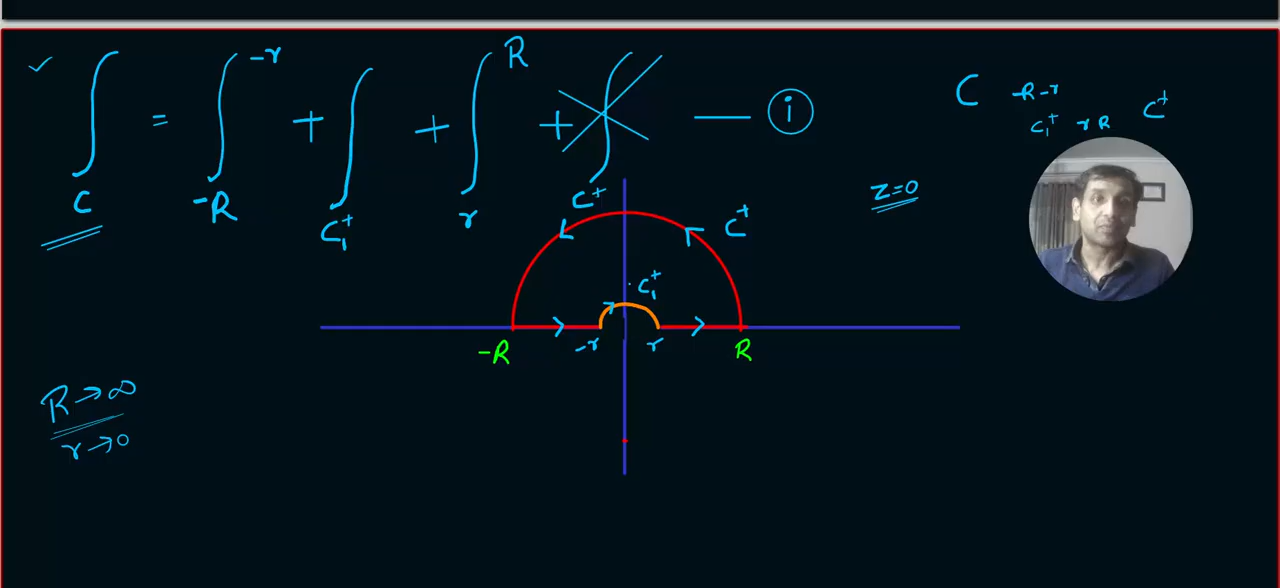 ✓ ∫_C = ∫_{-R}^{-r} + ∫_{C₁⁺} + ∫_r^R + ∫_{C⁺} — (i)
C -R -r
C₁⁺ r R C⁺
z=0
C⁺
C₁⁺
-R -r r R
R→∞
r→0